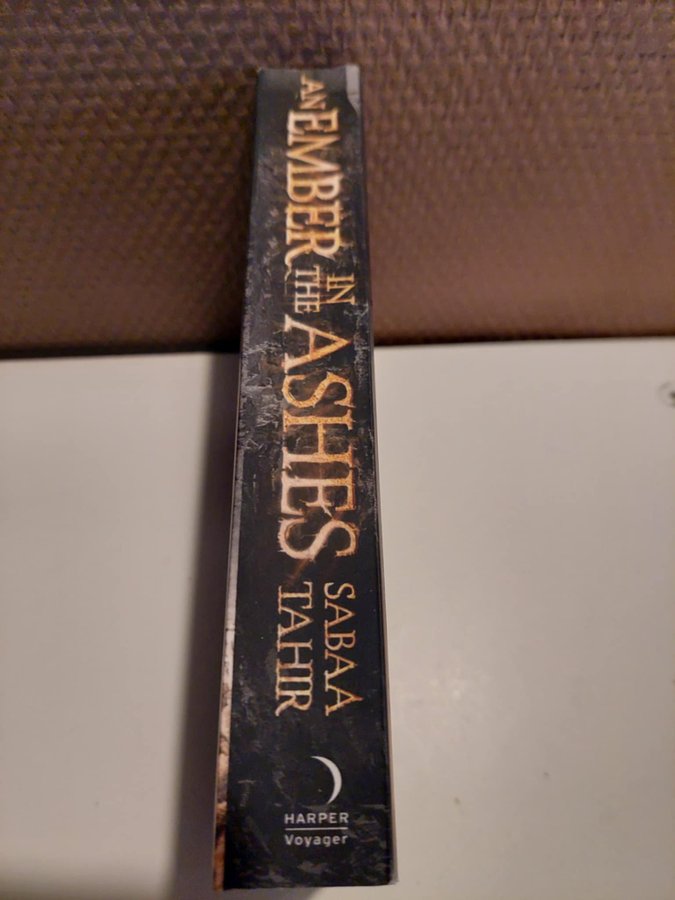 AN EMBER IN THE ASHES
SABAA TAHIR
HARPER
Voyager